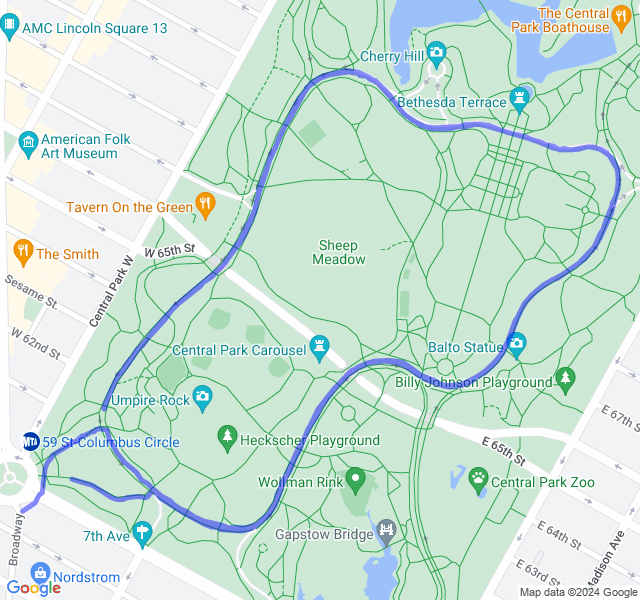 AMC Lincoln Square 13
The Central
Park Boathouse
Cherry Hill
Bethesda Terrace
American Folk
Art Museum
Tavern On the Green
W 65th St
Sheep
Meadow
The Smith
Central Park W
Sesame St.
W 62nd St
Central Park Carousel
Balto Statue
Billy Johnson Playground
Umpire Rock
E 67th St
MTA
59 St-Columbus Circle
Heckscher Playground
E 65th St
Wollman Rink
Central Park Zoo
7th Ave
Gapstow Bridge
E 64th St
Broadway
Madison Ave
Nordstrom
E 63rd St
Google
Map data ©2024 Google